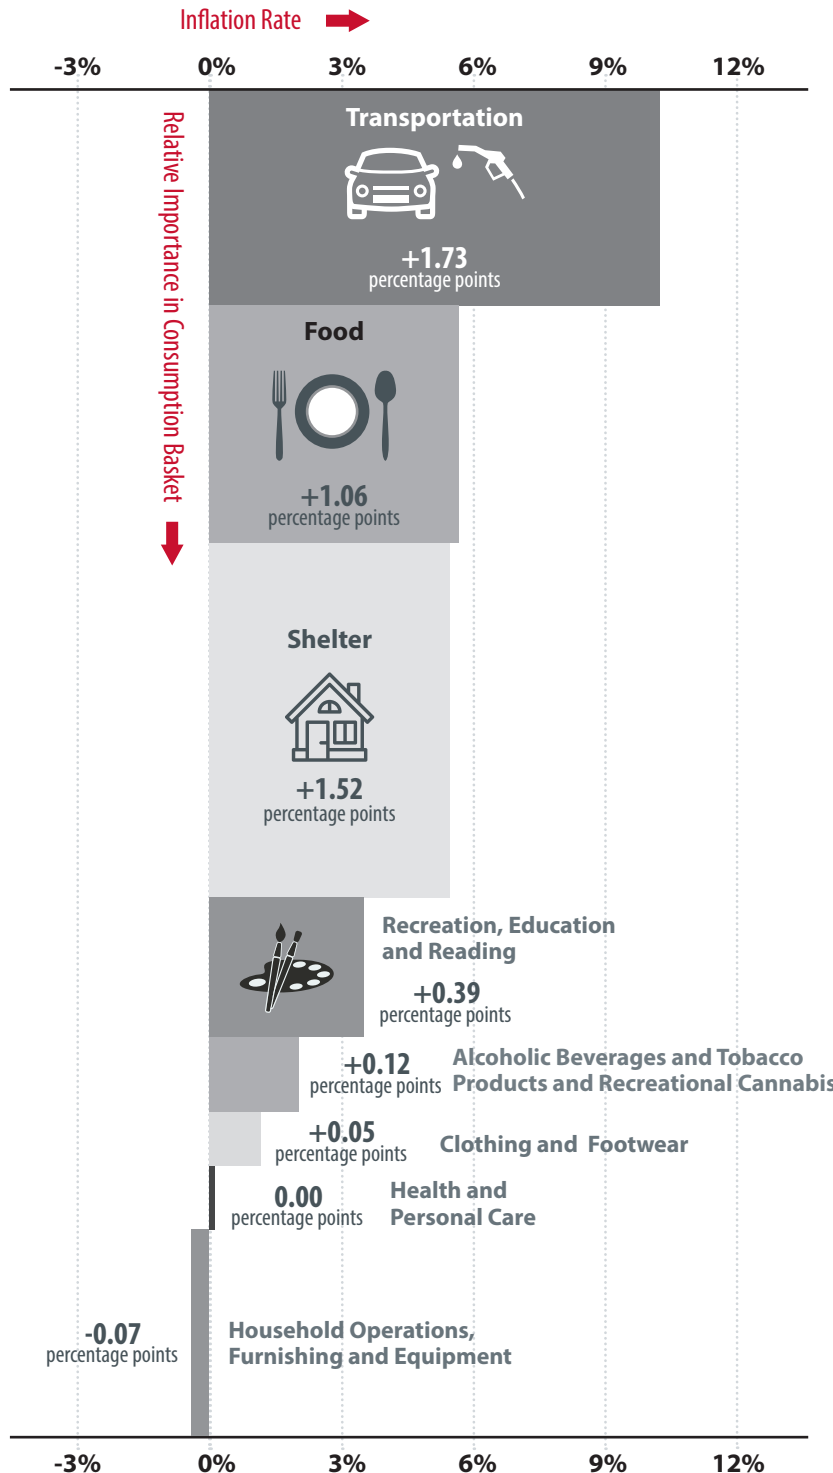 Inflation Rate
-3% 0% 3% 6% 9% 12%
Relative Importance in Consumption Basket
Transportation
+1.73
percentage points
Food
+1.06
percentage points
Shelter
+1.52
percentage points
Recreation, Education
and Reading
+0.39
percentage points
+0.12
percentage points
Alcoholic Beverages and Tobacco
Products and Recreational Cannabis
+0.05
percentage points
Clothing and Footwear
0.00
percentage points
Health and
Personal Care
-0.07
percentage points
Household Operations,
Furnishing and Equipment
-3% 0% 3% 6% 9% 12%